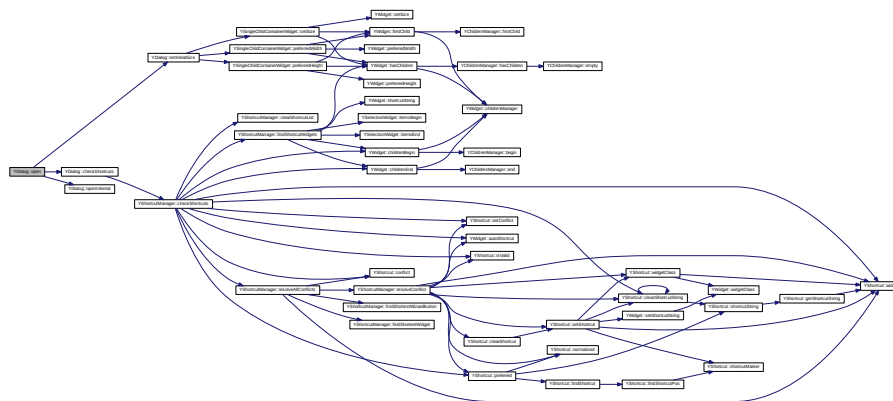 YWidget::setSize
YSingleChildContainerWidget::setSize
YWidget::firstChild
YChildrenManager::firstChild
YSingleChildContainerWidget::preferredWidth
YWidget::preferredWidth
YDialog::setInitialSize
YSingleChildContainerWidget::preferredHeight
YWidget::hasChildren
YChildrenManager::hasChildren
YChildrenManager::empty
YWidget::preferredHeight
YWidget::shortcutString
YWidget::childrenManager
YShortcutManager::clearShortcutList
YSelectionWidget::itemsBegin
YShortcutManager::findShortcutWidgets
YSelectionWidget::itemsEnd
YWidget::childrenBegin
YChildrenManager::begin
YWidget::childrenEnd
YChildrenManager::end
YDialog::open
YDialog::checkShortcuts
YDialog::openInternal
YShortcutManager::checkShortcuts
YShortcut::setConflict
YWidget::autoShortcut
YShortcut::isValid
YShortcut::conflict
YShortcut::widgetClass
YShortcut::widget
YShortcutManager::resolveAllConflicts
YShortcutManager::resolveConflict
YWidget::widgetClass
YShortcut::cleanShortcutString
YShortcut::getShortcutString
YShortcutManager::findShortestWizardButton
YShortcut::shortcutString
YWidget::setShortcutString
YShortcutManager::findShortestWidget
YShortcut::setShortcut
YShortcut::clearShortcut
YShortcut::normalized
YShortcut::shortcutMarker
YShortcut::preferred
YShortcut::findShortcut
YShortcut::findShortcutPos